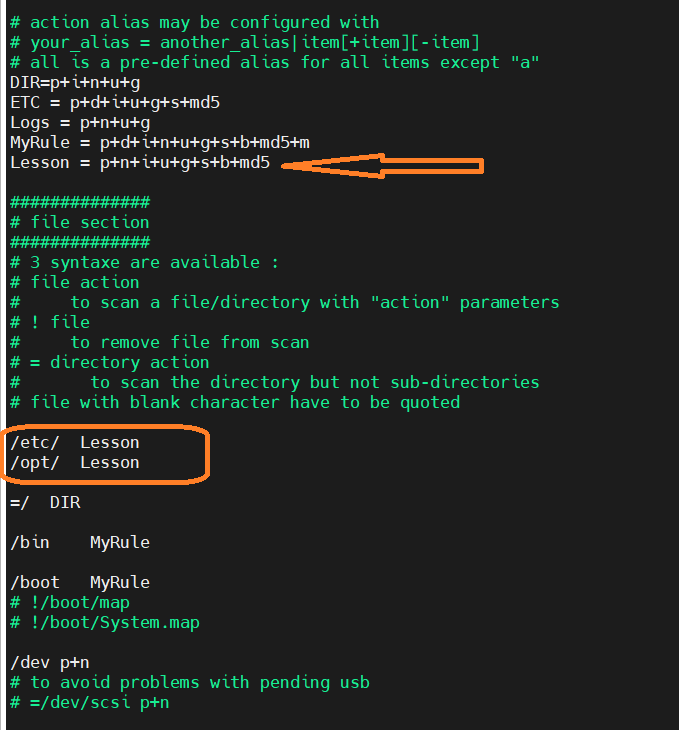 # action alias may be configured with
# your_alias = another_alias|item[+item][-item]
# all is a pre-defined alias for all items except "a"
DIR=p+i+n+u+g
ETC = p+d+i+u+g+s+md5
Logs = p+n+u+g
MyRule = p+d+i+n+u+g+s+b+md5+m
Lesson = p+n+i+u+g+s+b+md5
##############
# file section
##############
# 3 syntaxe are available :
# file action
#     to scan a file/directory with "action" parameters
# ! file
#     to remove file from scan
# = directory action
#       to scan the directory but not sub-directories
# file with blank character have to be quoted
/etc/  Lesson
/opt/  Lesson
=/  DIR
/bin    MyRule
/boot   MyRule
# !/boot/map
# !/boot/System.map
/dev p+n
# to avoid problems with pending usb
# =/dev/scsi p+n